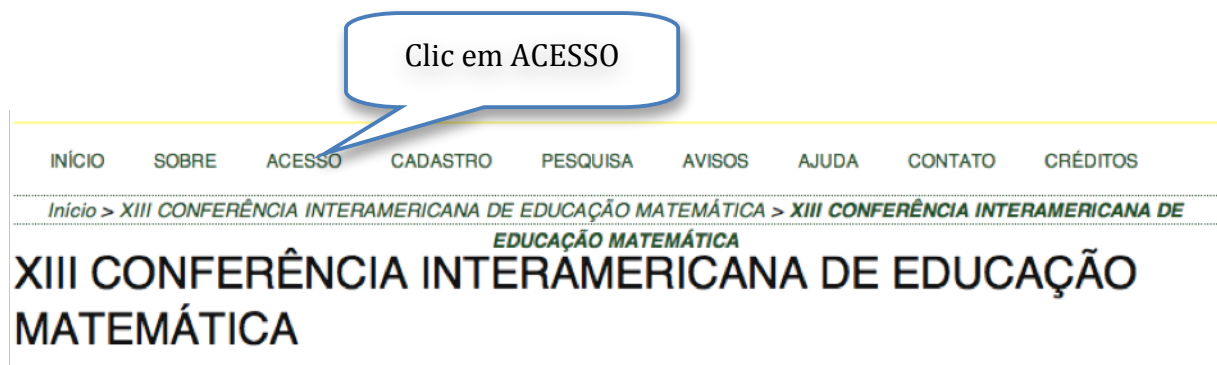 Clic em ACESSO
INÍCIO SOBRE ACESSO CADASTRO PESQUISA AVISOS AJUDA CONTATO CRÉDITOS
Início > XIII CONFERÊNCIA INTERAMERICANA DE EDUCAÇÃO MATEMÁTICA > XIII CONFERÊNCIA INTERAMERICANA DE
EDUCAÇÃO MATEMÁTICA
XIII CONFERÊNCIA INTERAMERICANA DE EDUCAÇÃO
MATEMÁTICA